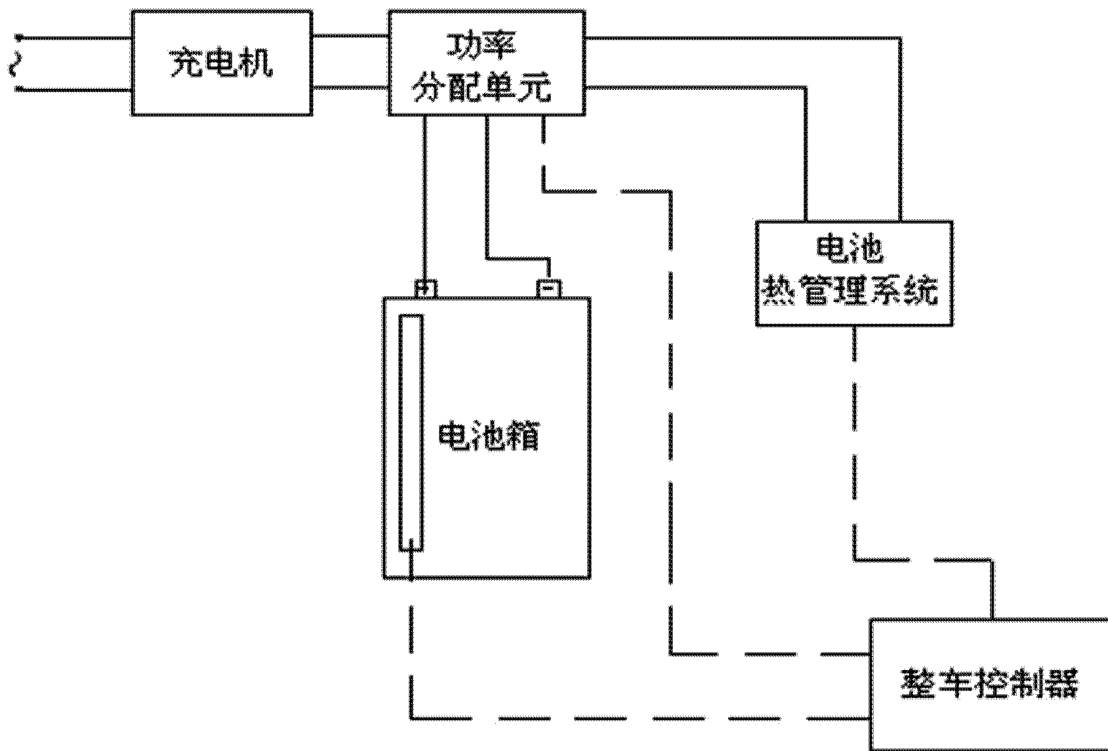 ~
充电机
功率
分配单元
电池
热管理系统
+ -
电池箱
整车控制器